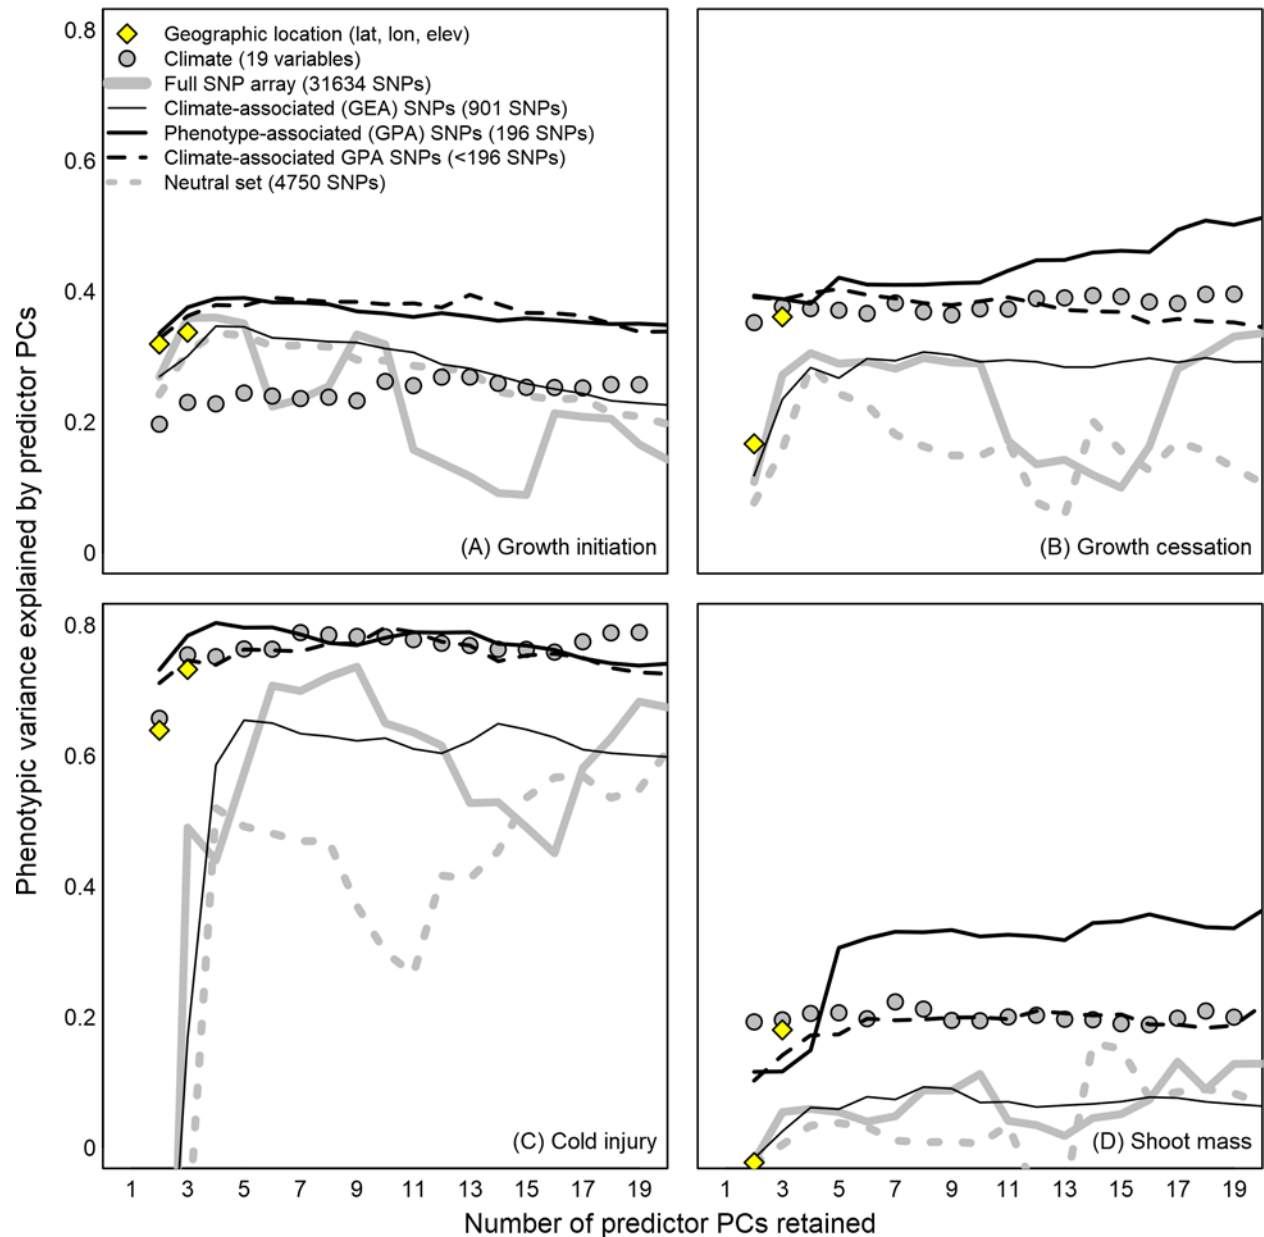 Phenotypic variance explained by predictor PCs
0.8
0.6
0.4
0.2
0
Geographic location (lat, lon, elev)
Climate (19 variables)
Full SNP array (31634 SNPs)
Climate-associated (GEA) SNPs (901 SNPs)
Phenotype-associated (GPA) SNPs (196 SNPs)
Climate-associated GPA SNPs (<196 SNPs)
Neutral set (4750 SNPs)
(A) Growth initiation
(B) Growth cessation
0.8
0.6
0.4
0.2
0
(C) Cold injury
(D) Shoot mass
1 3 5 7 9 11 13 15 17 19
1 3 5 7 9 11 13 15 17 19
Number of predictor PCs retained